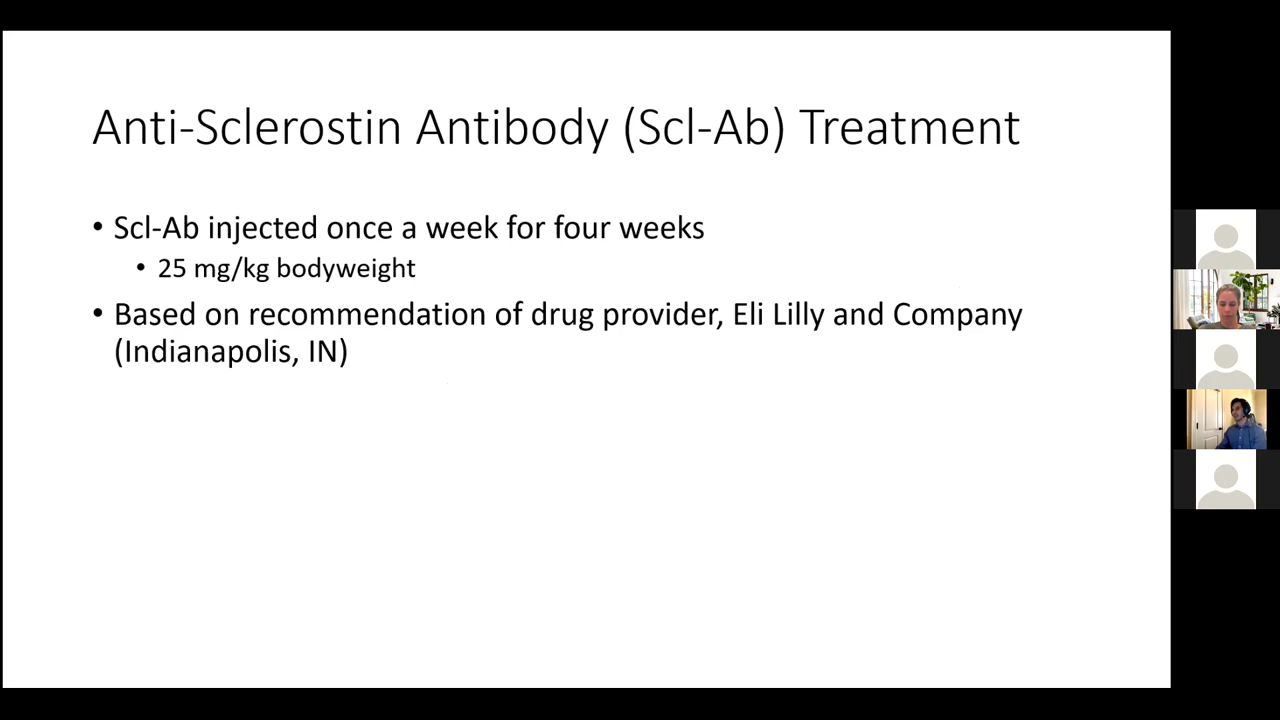 Anti-Sclerostin Antibody (Scl-Ab) Treatment
• Scl-Ab injected once a week for four weeks
• 25 mg/kg bodyweight
• Based on recommendation of drug provider, Eli Lilly and Company
(Indianapolis, IN)